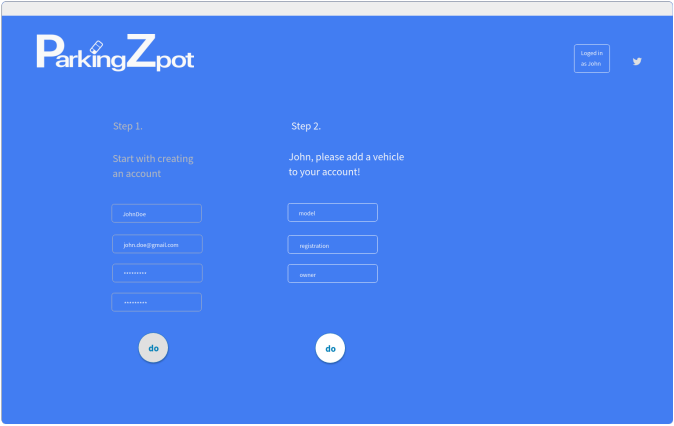 ParkingZpot
Loged in
as John
Step 1.
Start with creating
an account
JohnDoe
john.doe@gmail.com
•••••••••
•••••••••
do
Step 2.
John, please add a vehicle
to your account!
model
registration
owner
do